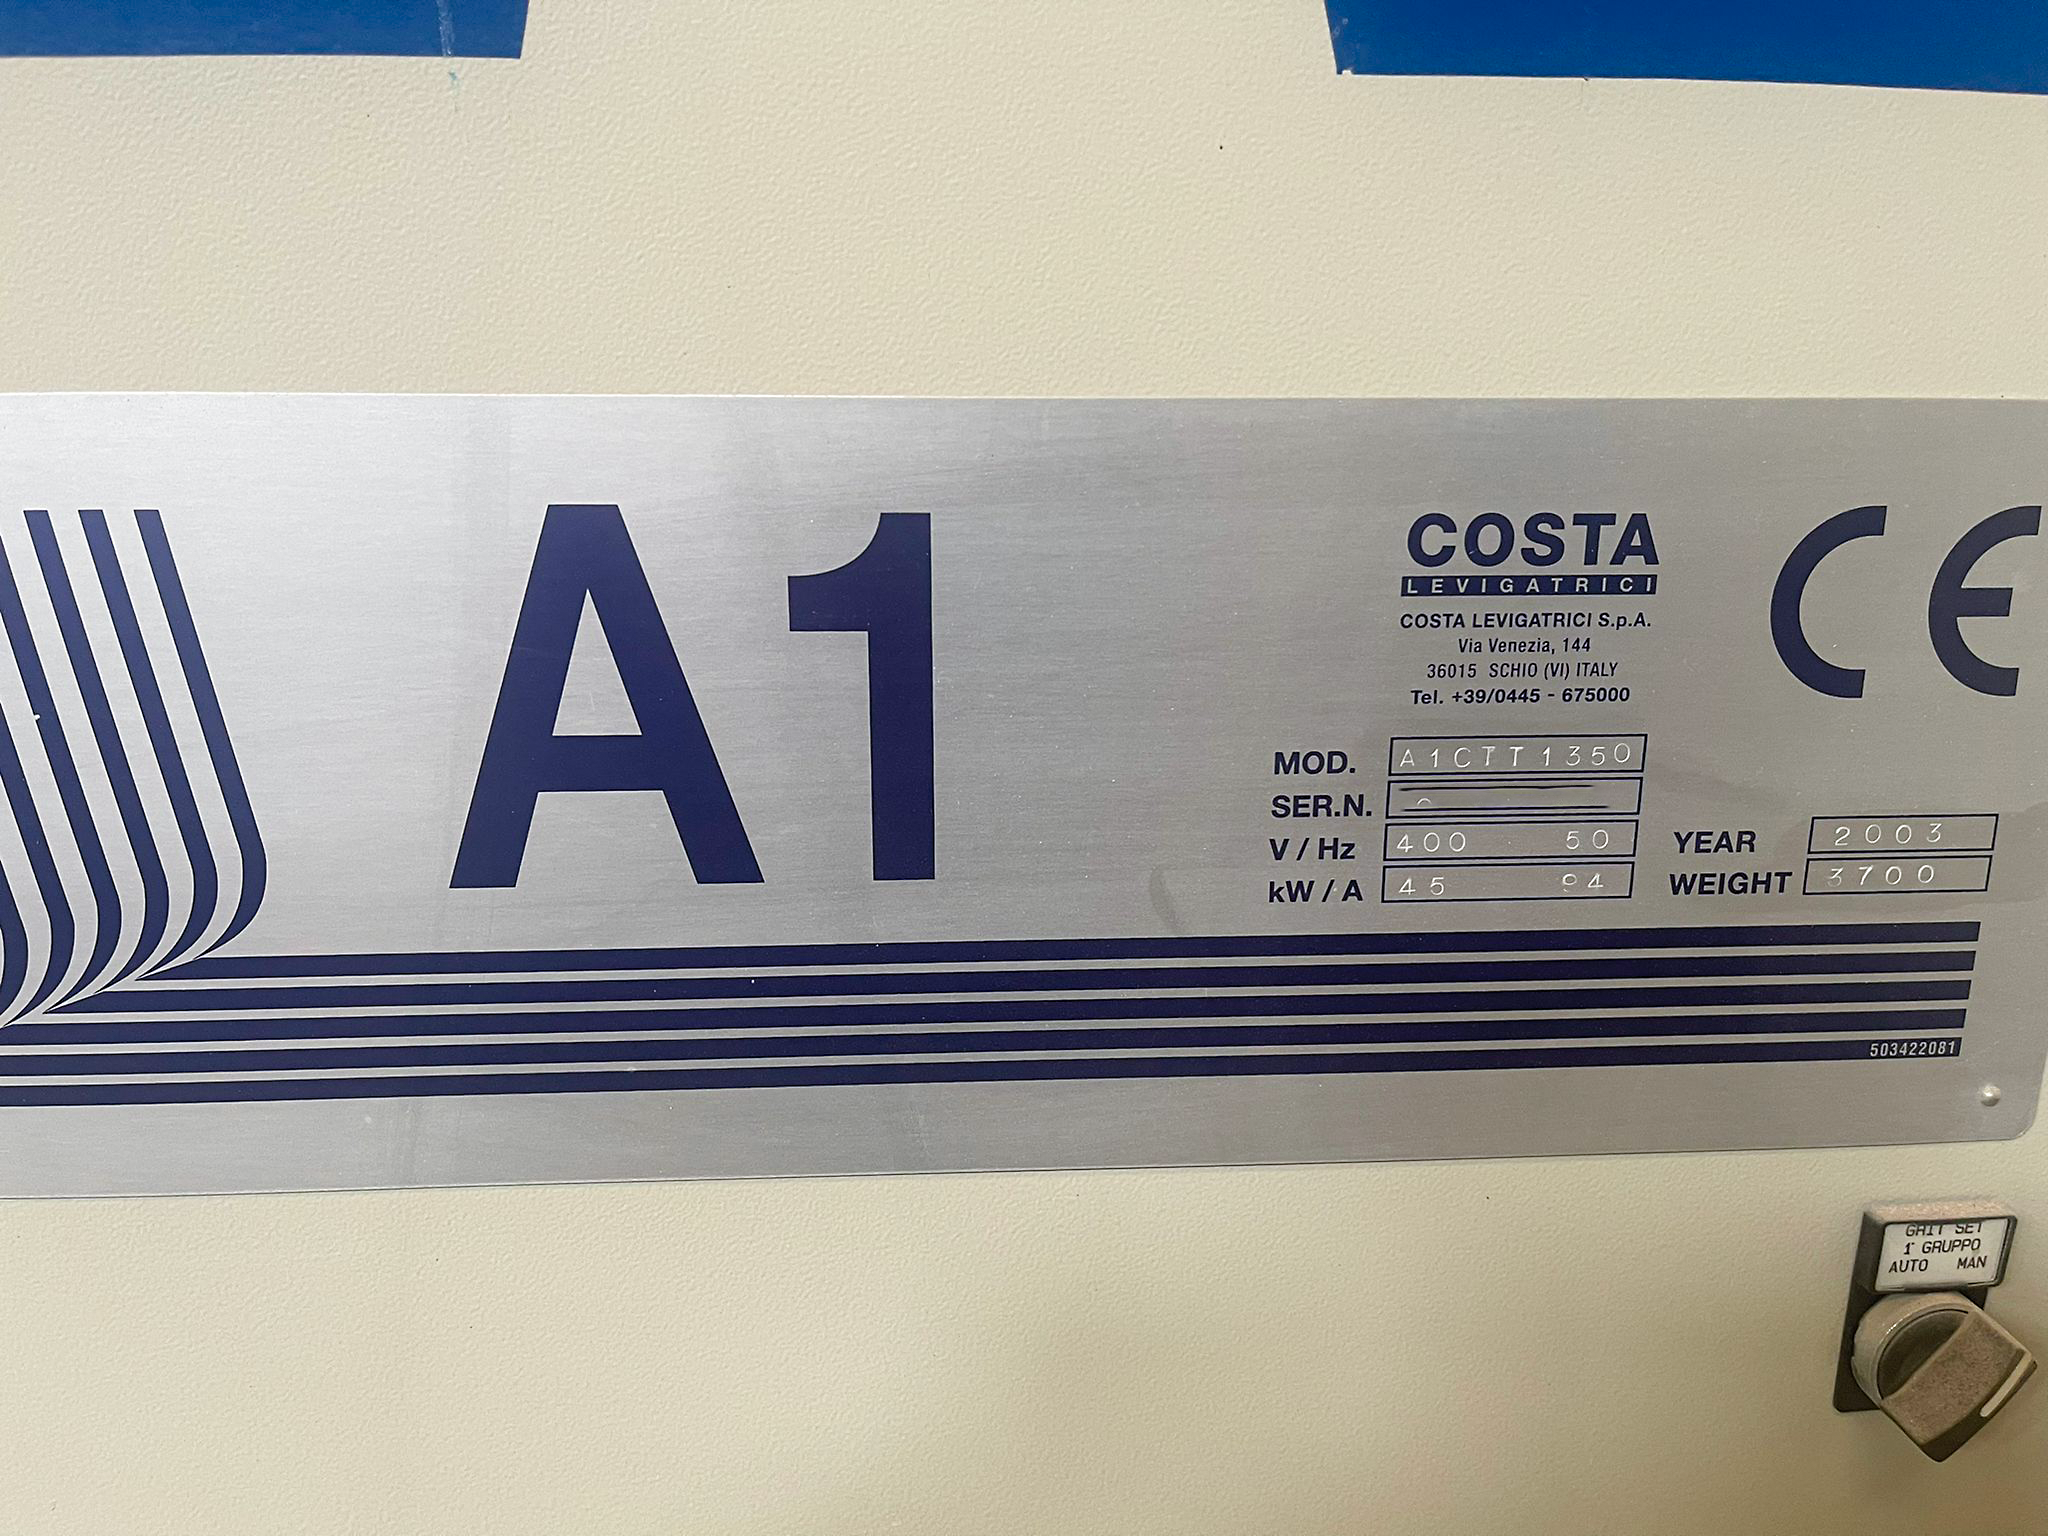 A1
COSTA
LEVIGATRICI
COSTA LEVIGATRICI S.p.A.
Via Venezia, 144
36015 SCHIO (VI) ITALY
Tel. +39/0445 - 675000
CE
MOD. A1CTT1350
SER.N.
V / Hz 400 50
kW / A 45 94
YEAR 2003
WEIGHT 3700
503422081
GRIT SET
1° GRUPPO
AUTO MAN